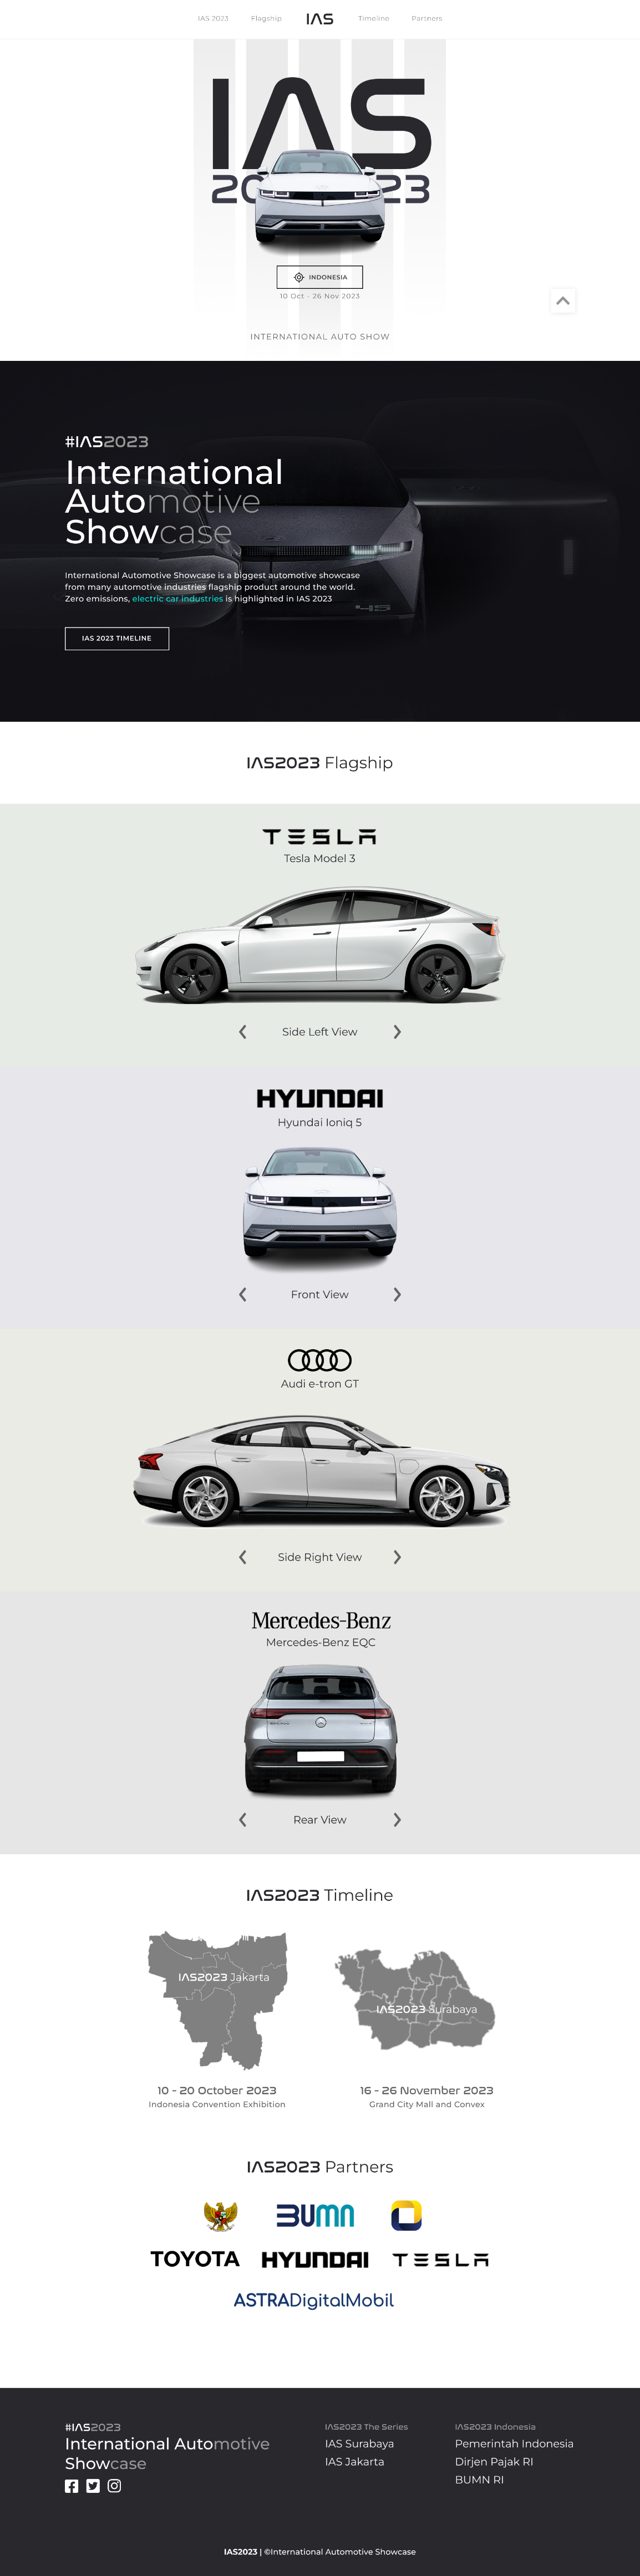 IAS 2023
Flagship
IAS
Timeline
Partners
IAS
2023
INDONESIA
10 Oct - 26 Nov 2023
INTERNATIONAL AUTO SHOW
#IAS2023
International
Automotive
Showcase
International Automotive Showcase is a biggest automotive showcase
from many automotive industries flagship product around the world.
Zero emissions, electric car industries is highlighted in IAS 2023
45
IAS 2023 TIMELINE
IAS2023 Flagship
TESLA
Tesla Model 3
Side Left View
HYUNDAI
Hyundai Ioniq 5
Front View
Audi e-tron GT
Side Right View
Mercedes-Benz
Mercedes-Benz EQC
Rear View
IAS2023 Timeline
IAS2023 Jakarta
IAS2023 Surabaya
10 - 20 October 2023
Indonesia Convention Exhibition
16 - 26 November 2023
Grand City Mall and Convex
IAS2023 Partners
BUMN
TOYOTA
HYUNDAI
TESLA
ASTRADigitalMobil
#IAS2023
International Automotive
Showcase
IAS2023 The Series
IAS Surabaya
IAS Jakarta
IAS2023 Indonesia
Pemerintah Indonesia
Dirjen Pajak RI
BUMN RI
IAS2023 | ©International Automotive Showcase